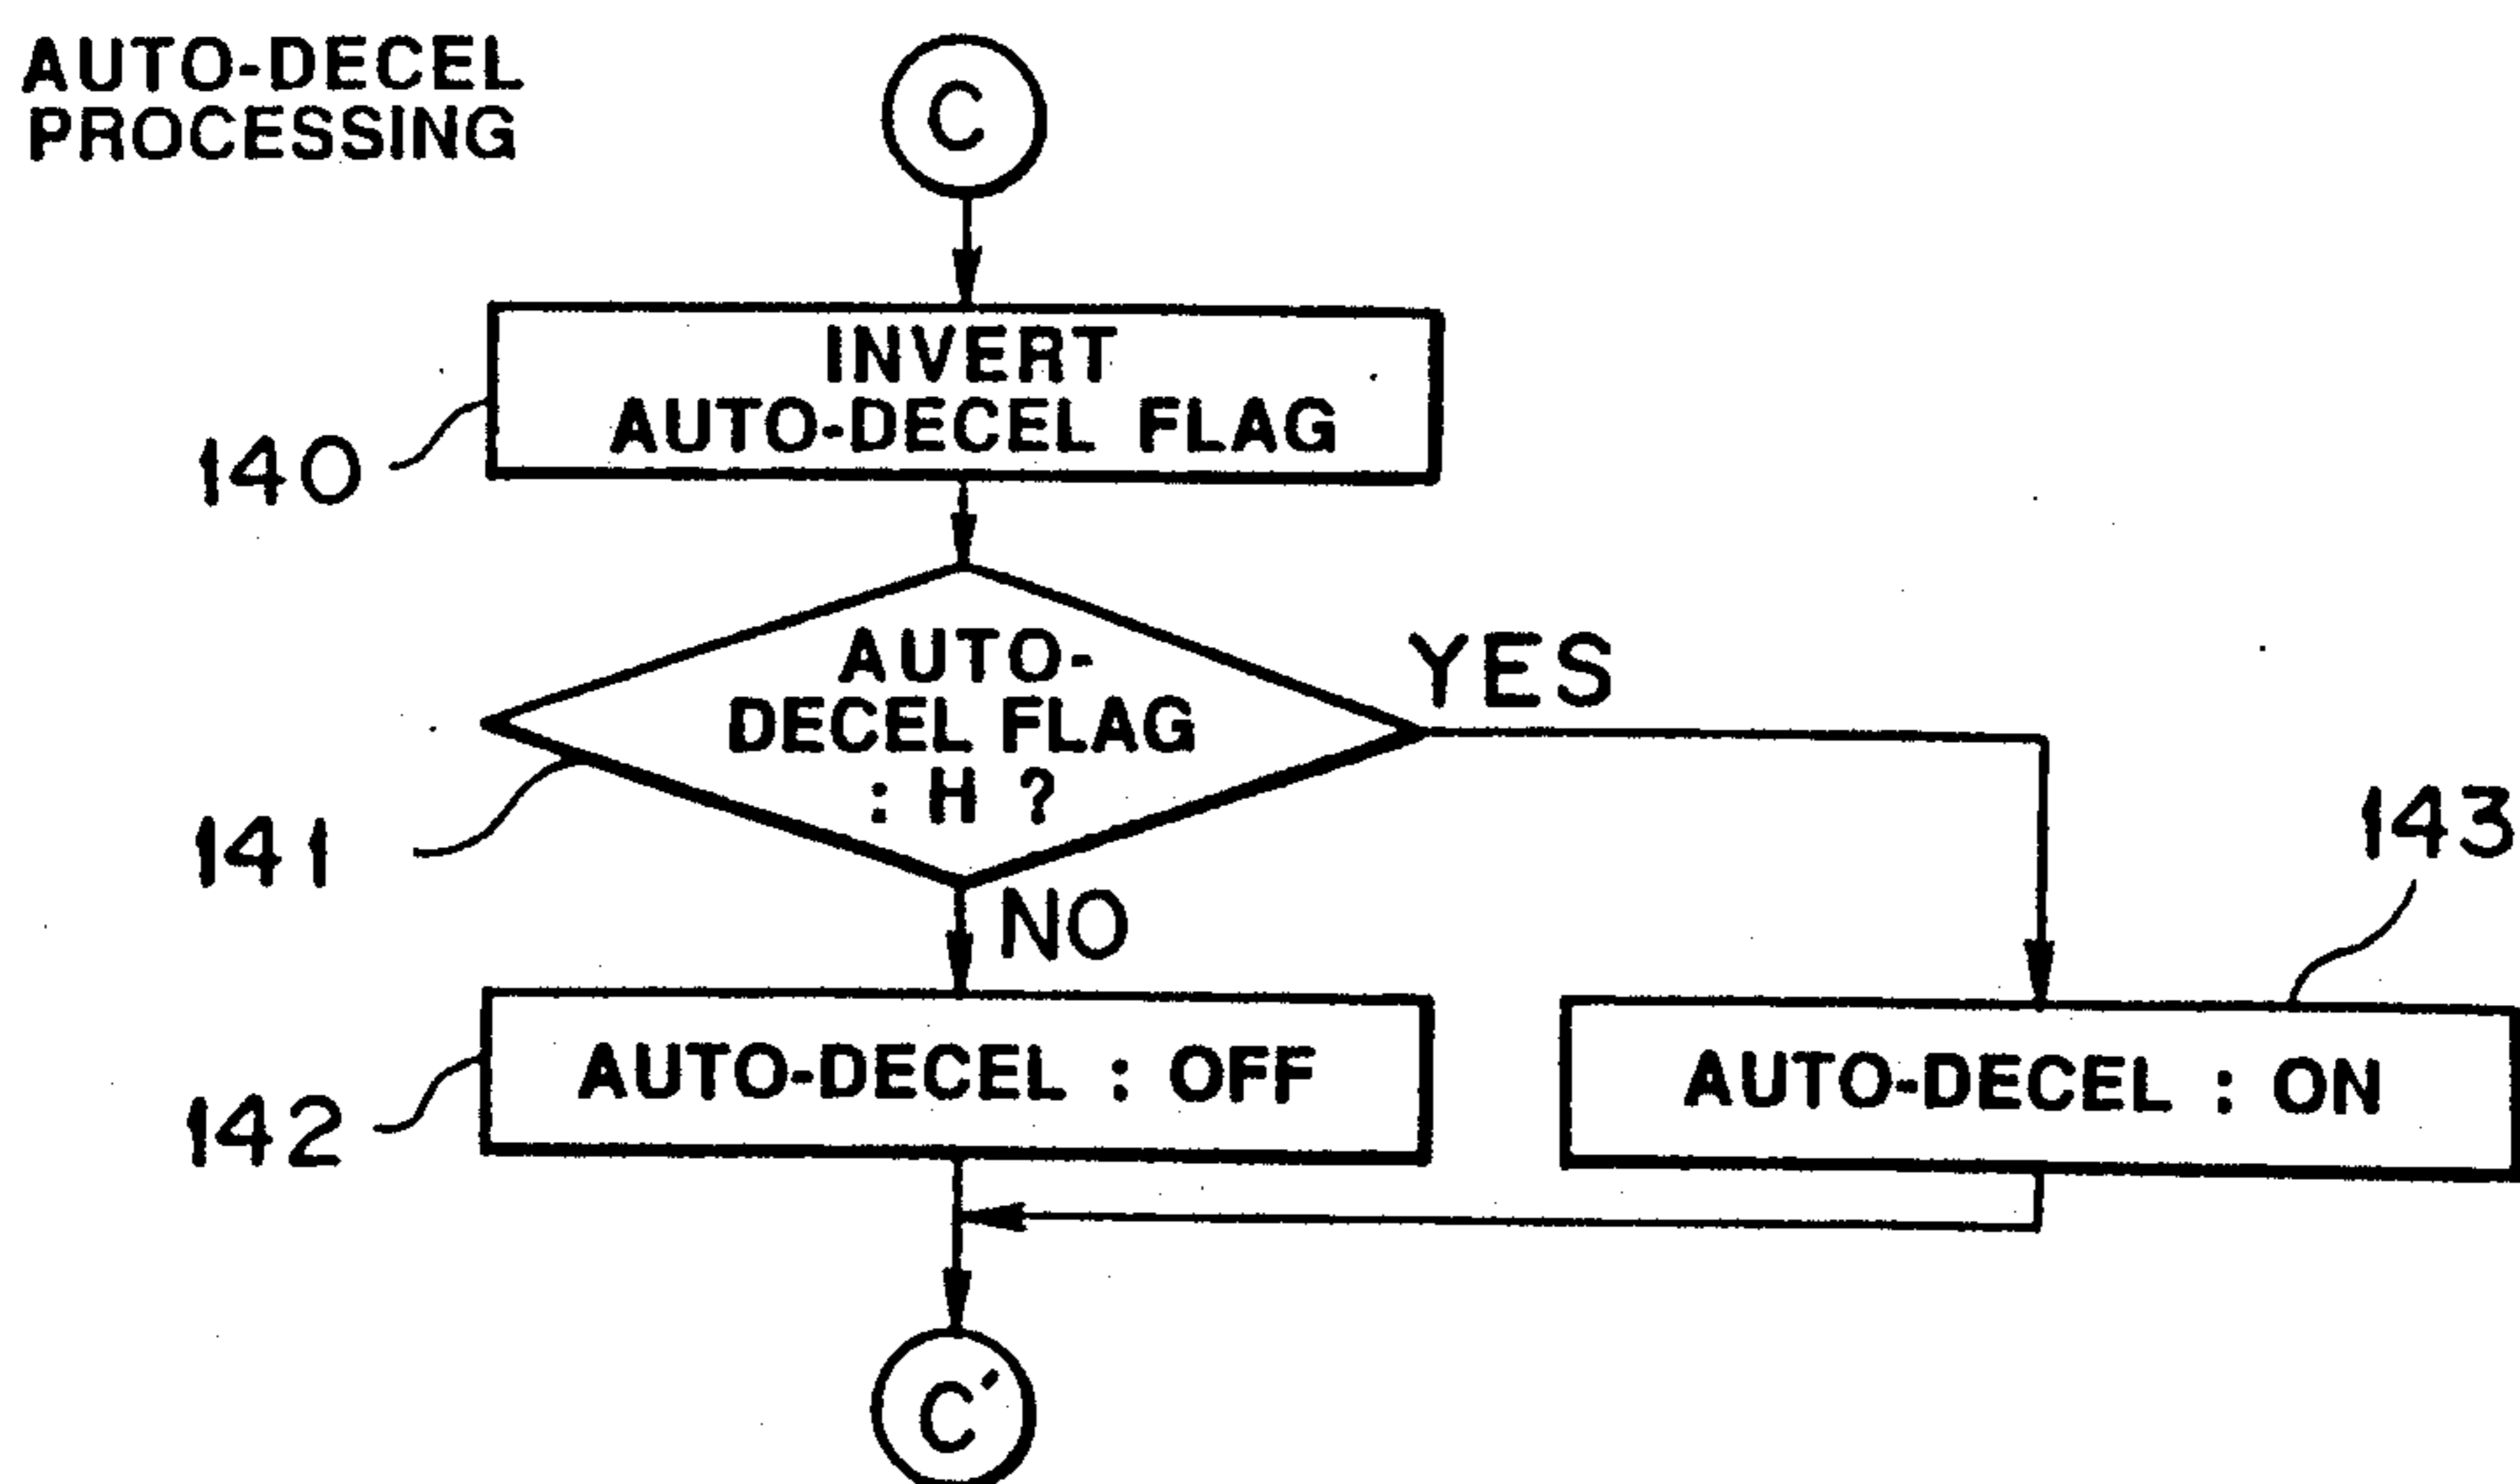 AUTO-DECEL
PROCESSING
C
INVERT
AUTO-DECEL FLAG
140
AUTO-
DECEL FLAG
: H ?
YES
141
143
NO
AUTO-DECEL : OFF
AUTO-DECEL : ON
142
C′